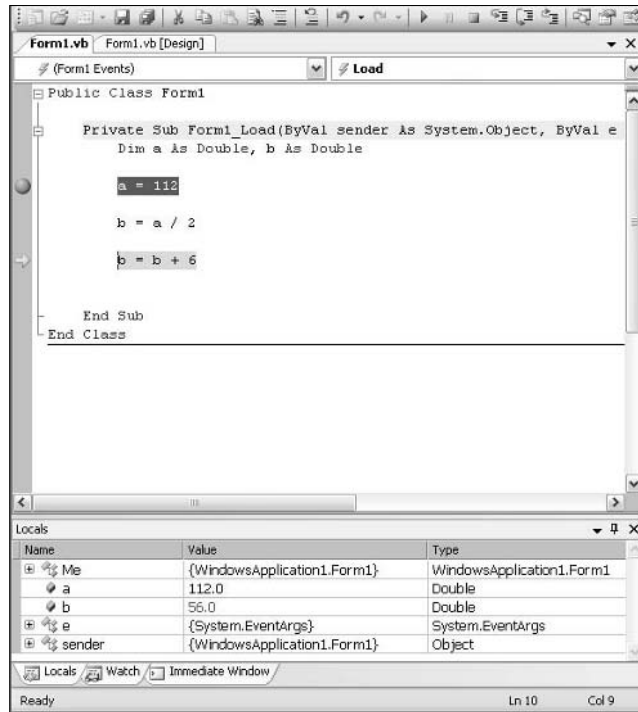 Form1.vb Form1.vb [Design]
(Form1 Events) Load
Public Class Form1
Private Sub Form1_Load(ByVal sender As System.Object, ByVal e
Dim a As Double, b As Double
a = 112
b = a / 2
b = b + 6
End Sub
End Class
Locals
Name Value Type
Me {WindowsApplication1.Form1} WindowsApplication1.Form1
a 112.0 Double
b 56.0 Double
e {System.EventArgs} System.EventArgs
sender {WindowsApplication1.Form1} Object
Locals Watch Immediate Window
Ready Ln 10 Col 9